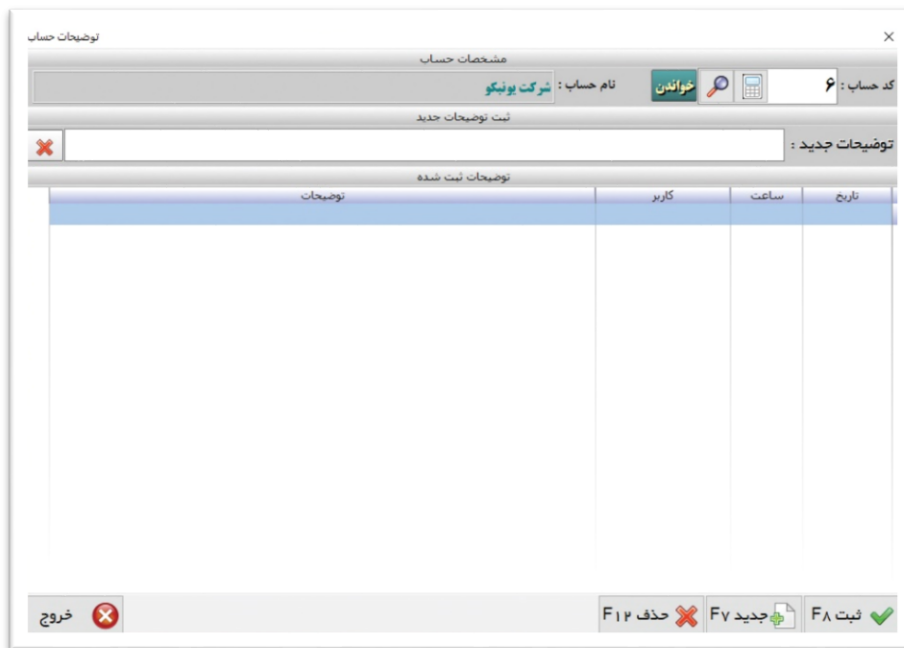 توضیحات حساب
مشخصات حساب
کد حساب : ۶ خواندن نام حساب : شرکت یونیکو
ثبت توضیحات جدید
توضیحات جدید :
توضیحات ثبت شده
تاریخ ساعت کاربر توضیحات
ثبت F۸ جدید F۷ حذف F۱۲ خروج